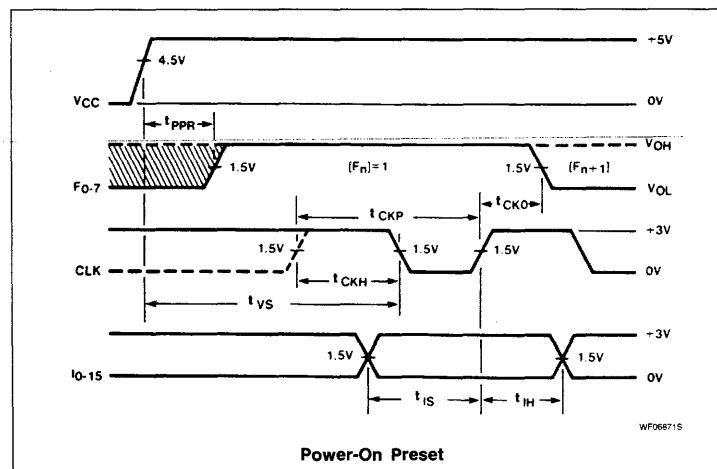 +5V
4.5V
VCC
0V
tPPR
VOH
1.5V
[Fn]=1
1.5V
[Fn+1]
F0-7
VOL
tCKP
tCKO
+3V
1.5V
1.5V
1.5V
CLK
0V
tCKH
tVS
+3V
1.5V
1.5V
I0-15
0V
tIS
tIH
WF06871S
Power-On Preset